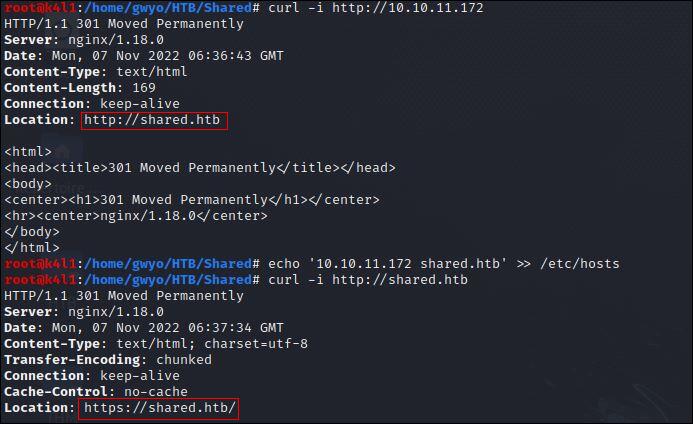 root@k4l1:/home/gwyo/HTB/Shared# curl -i http://10.10.11.172
HTTP/1.1 301 Moved Permanently
Server: nginx/1.18.0
Date: Mon, 07 Nov 2022 06:36:43 GMT
Content-Type: text/html
Content-Length: 169
Connection: keep-alive
Location: http://shared.htb
<html>
<head><title>301 Moved Permanently</title></head>
<body>
<center><h1>301 Moved Permanently</h1></center>
<hr><center>nginx/1.18.0</center>
</body>
</html>
root@k4l1:/home/gwyo/HTB/Shared# echo '10.10.11.172 shared.htb' >> /etc/hosts
root@k4l1:/home/gwyo/HTB/Shared# curl -i http://shared.htb
HTTP/1.1 301 Moved Permanently
Server: nginx/1.18.0
Date: Mon, 07 Nov 2022 06:37:34 GMT
Content-Type: text/html; charset=utf-8
Transfer-Encoding: chunked
Connection: keep-alive
Cache-Control: no-cache
Location: https://shared.htb/